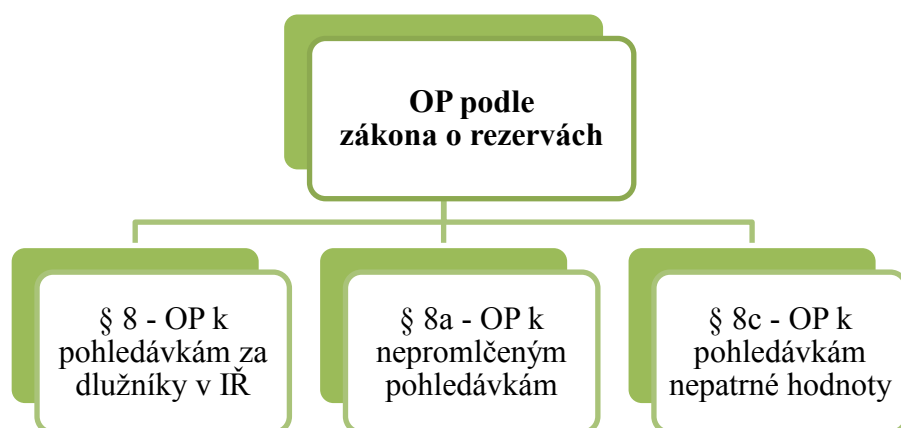 OP podle
zákona o rezervách
§ 8 - OP k
pohledávkám za
dlužníky v IŘ
§ 8a - OP k
nepromlčeným
pohledávkám
§ 8c - OP k
pohledávkám
nepatrné hodnoty